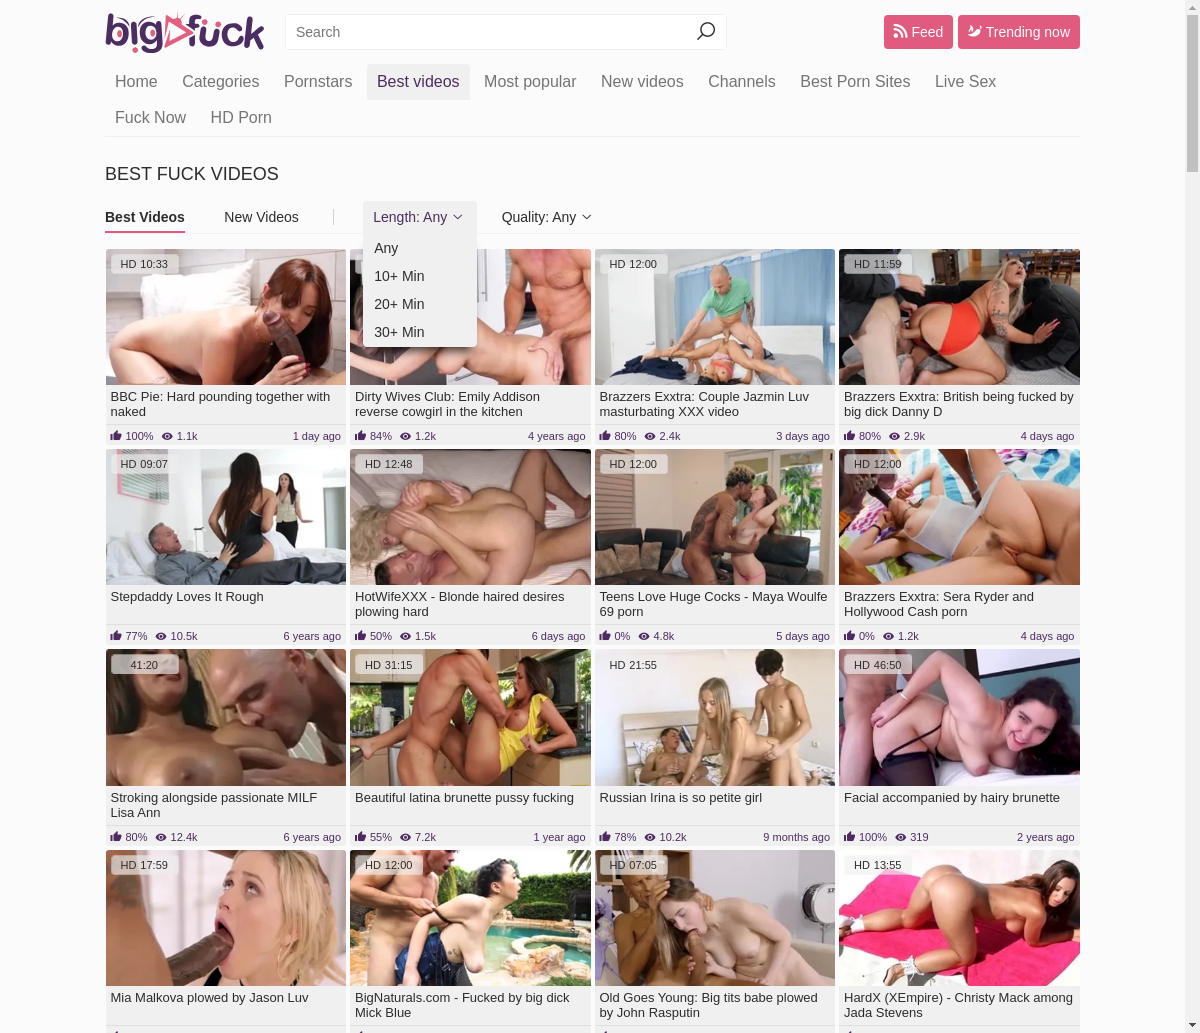 bigfuck
Search
Feed
Trending now
Home
Categories
Pornstars
Best videos
Most popular
New videos
Channels
Best Porn Sites
Live Sex
Fuck Now
HD Porn
BEST FUCK VIDEOS
Best Videos
New Videos
Length: Any
Quality: Any
Any
10+ Min
20+ Min
30+ Min
HD 10:33
BBC Pie: Hard pounding together with
naked
100% 1.1k 1 day ago
Dirty Wives Club: Emily Addison
reverse cowgirl in the kitchen
84% 1.2k 4 years ago
HD 12:00
Brazzers Exxtra: Couple Jazmin Luv
masturbating XXX video
80% 2.4k 3 days ago
HD 11:59
Brazzers Exxtra: British being fucked by
big dick Danny D
80% 2.9k 4 days ago
HD 09:07
Stepdaddy Loves It Rough
77% 10.5k 6 years ago
HD 12:48
HotWifeXXX - Blonde haired desires
plowing hard
50% 1.5k 6 days ago
HD 12:00
Teens Love Huge Cocks - Maya Woulfe
69 porn
0% 4.8k 5 days ago
HD 12:00
Brazzers Exxtra: Sera Ryder and
Hollywood Cash porn
0% 1.2k 4 days ago
41:20
Stroking alongside passionate MILF
Lisa Ann
80% 12.4k 6 years ago
HD 31:15
Beautiful latina brunette pussy fucking
55% 7.2k 1 year ago
HD 21:55
Russian Irina is so petite girl
78% 10.2k 9 months ago
HD 46:50
Facial accompanied by hairy brunette
100% 319 2 years ago
HD 17:59
Mia Malkova plowed by Jason Luv
HD 12:00
BigNaturals.com - Fucked by big dick
Mick Blue
HD 07:05
Old Goes Young: Big tits babe plowed
by John Rasputin
HD 13:55
HardX (XEmpire) - Christy Mack among
Jada Stevens